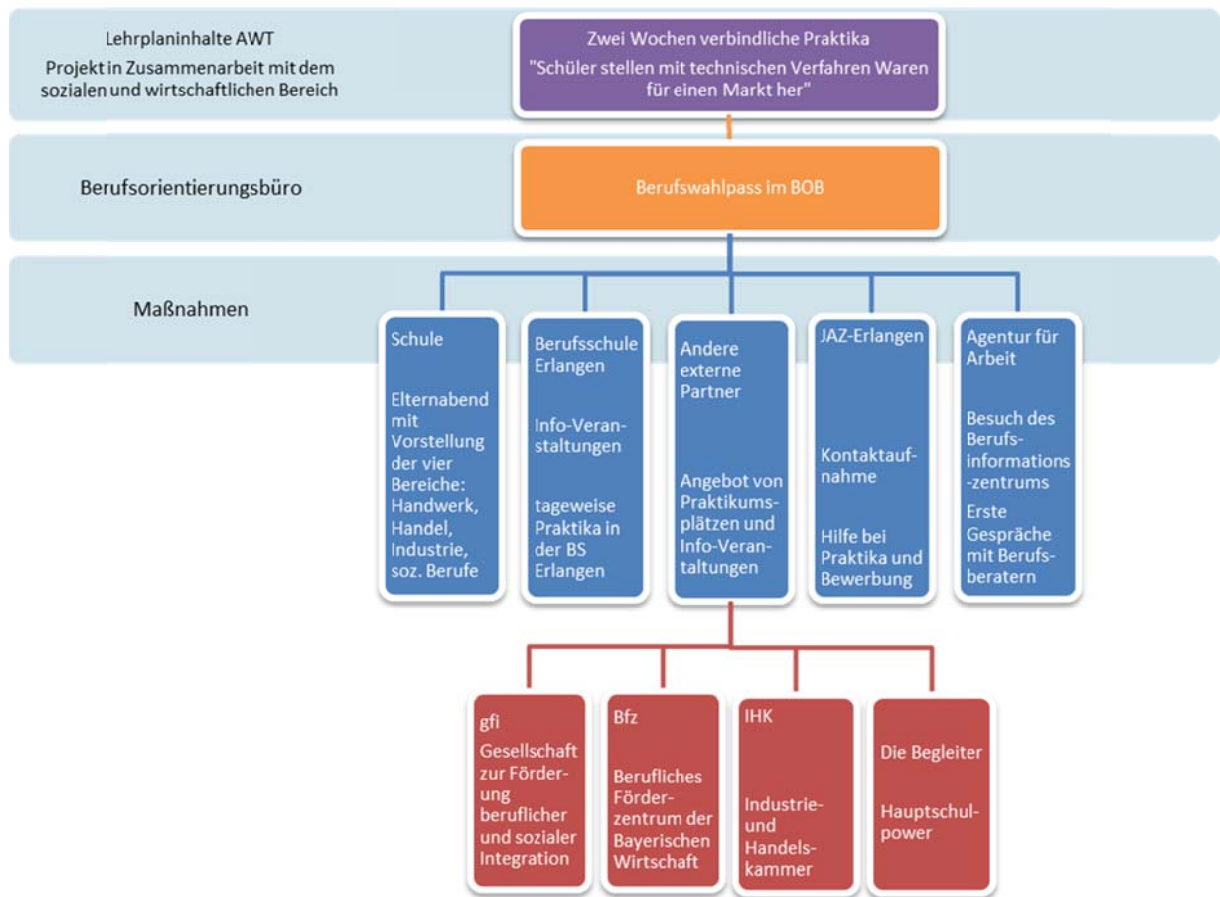 Lehrplaninhalte AWT
Projekt in Zusammenarbeit mit dem
sozialen und wirtschaftlichen Bereich
Zwei Wochen verbindliche Praktika
"Schüler stellen mit technischen Verfahren Waren
für einen Markt her"
Berufsorientierungsbüro
Berufswahlpass im BOB
Maßnahmen
Schule
Elternabend
mit
Vorstellung
der vier
Bereiche:
Handwerk,
Handel,
Industrie,
soz. Berufe
Berufsschule
Erlangen
Info-Veran-
staltungen
tageweise
Praktika in
der BS
Erlangen
Andere
externe
Partner
Angebot von
Praktikums-
plätzen und
Info-Veran-
taltungen
JAZ-Erlangen
Kontaktauf-
nahme
Hilfe bei
Praktika und
Bewerbung
Agentur für
Arbeit
Besuch des
Berufs-
informations
-zentrums
Erste
Gespräche
mit Berufs-
beratern
gfi
Gesellschaft
zur Förder-
ung
beruflicher
und sozialer
Integration
Bfz
Berufliches
Förder-
zentrum der
Bayerischen
Wirtschaft
IHK
Industrie-
und
Handels-
kammer
Die Begleiter
Hauptschul-
power